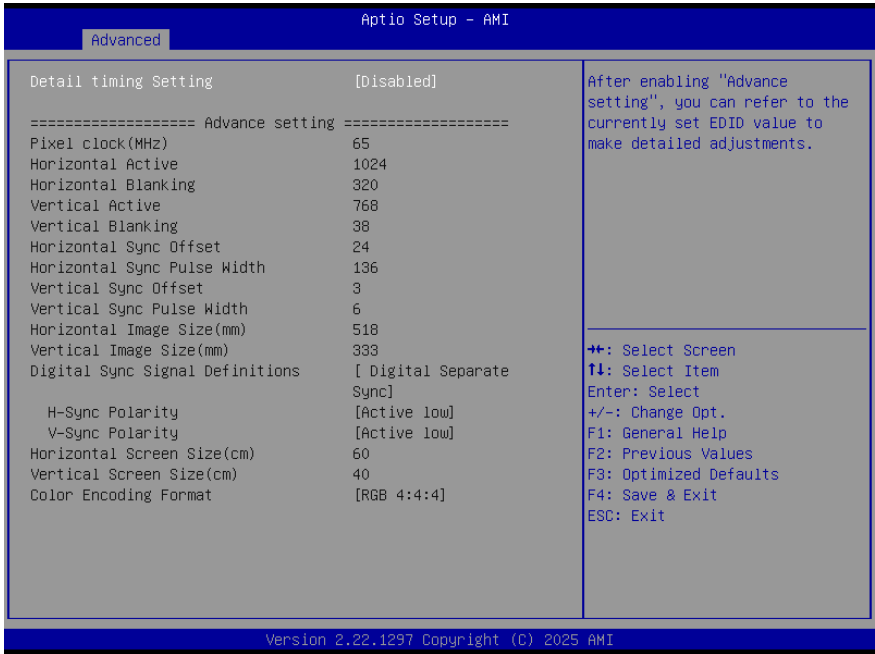 Aptio Setup – AMI
Advanced
Detail timing Setting [Disabled]
=================== Advance setting ===================
Pixel clock(MHz) 65
Horizontal Active 1024
Horizontal Blanking 320
Vertical Active 768
Vertical Blanking 38
Horizontal Sync Offset 24
Horizontal Sync Pulse Width 136
Vertical Sync Offset 3
Vertical Sync Pulse Width 6
Horizontal Image Size(mm) 518
Vertical Image Size(mm) 333
Digital Sync Signal Definitions [ Digital Separate
Sync]
H-Sync Polarity [Active low]
V-Sync Polarity [Active low]
Horizontal Screen Size(cm) 60
Vertical Screen Size(cm) 40
Color Encoding Format [RGB 4:4:4]
After enabling "Advance
setting", you can refer to the
currently set EDID value to
make detailed adjustments.
→←: Select Screen
↑↓: Select Item
Enter: Select
+/-: Change Opt.
F1: General Help
F2: Previous Values
F3: Optimized Defaults
F4: Save & Exit
ESC: Exit
Version 2.22.1297 Copyright (C) 2025 AMI